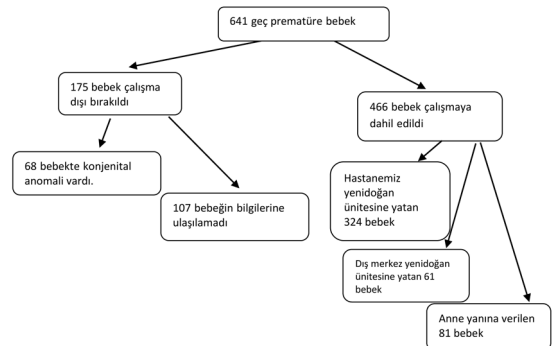 641 geç prematüre bebek
175 bebek çalışma
dışı bırakıldı
466 bebek çalışmaya
dahil edildi
68 bebekte konjenital
anomali vardı.
107 bebeğin bilgilerine
ulaşılamadı
Hastanemiz
yenidoğan
ünitesine yatan
324 bebek
Dış merkez yenidoğan
ünitesine yatan 61
bebek
Anne yanına verilen
81 bebek